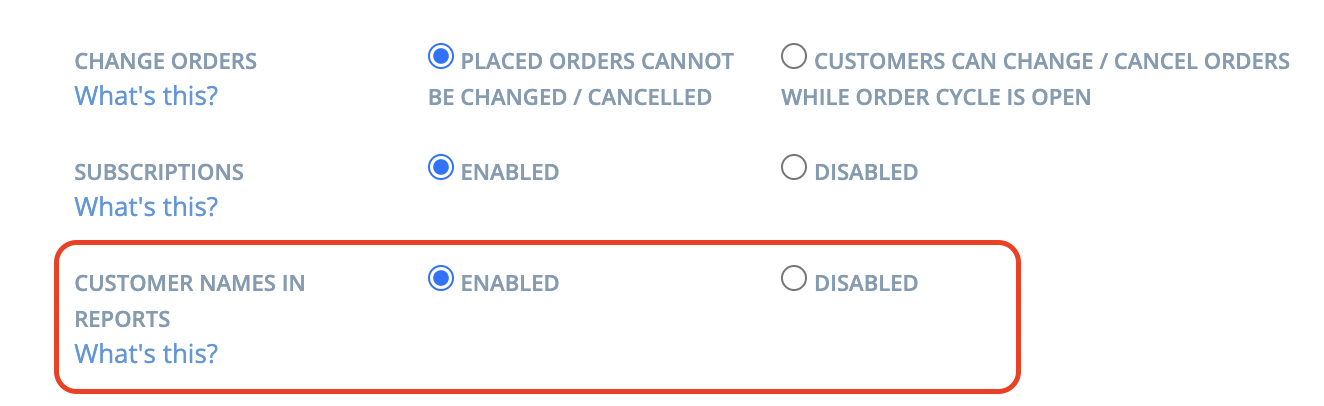 CHANGE ORDERS
What's this?
PLACED ORDERS CANNOT
BE CHANGED / CANCELLED
CUSTOMERS CAN CHANGE / CANCEL ORDERS
WHILE ORDER CYCLE IS OPEN
SUBSCRIPTIONS
What's this?
ENABLED
DISABLED
CUSTOMER NAMES IN
REPORTS
What's this?
ENABLED
DISABLED